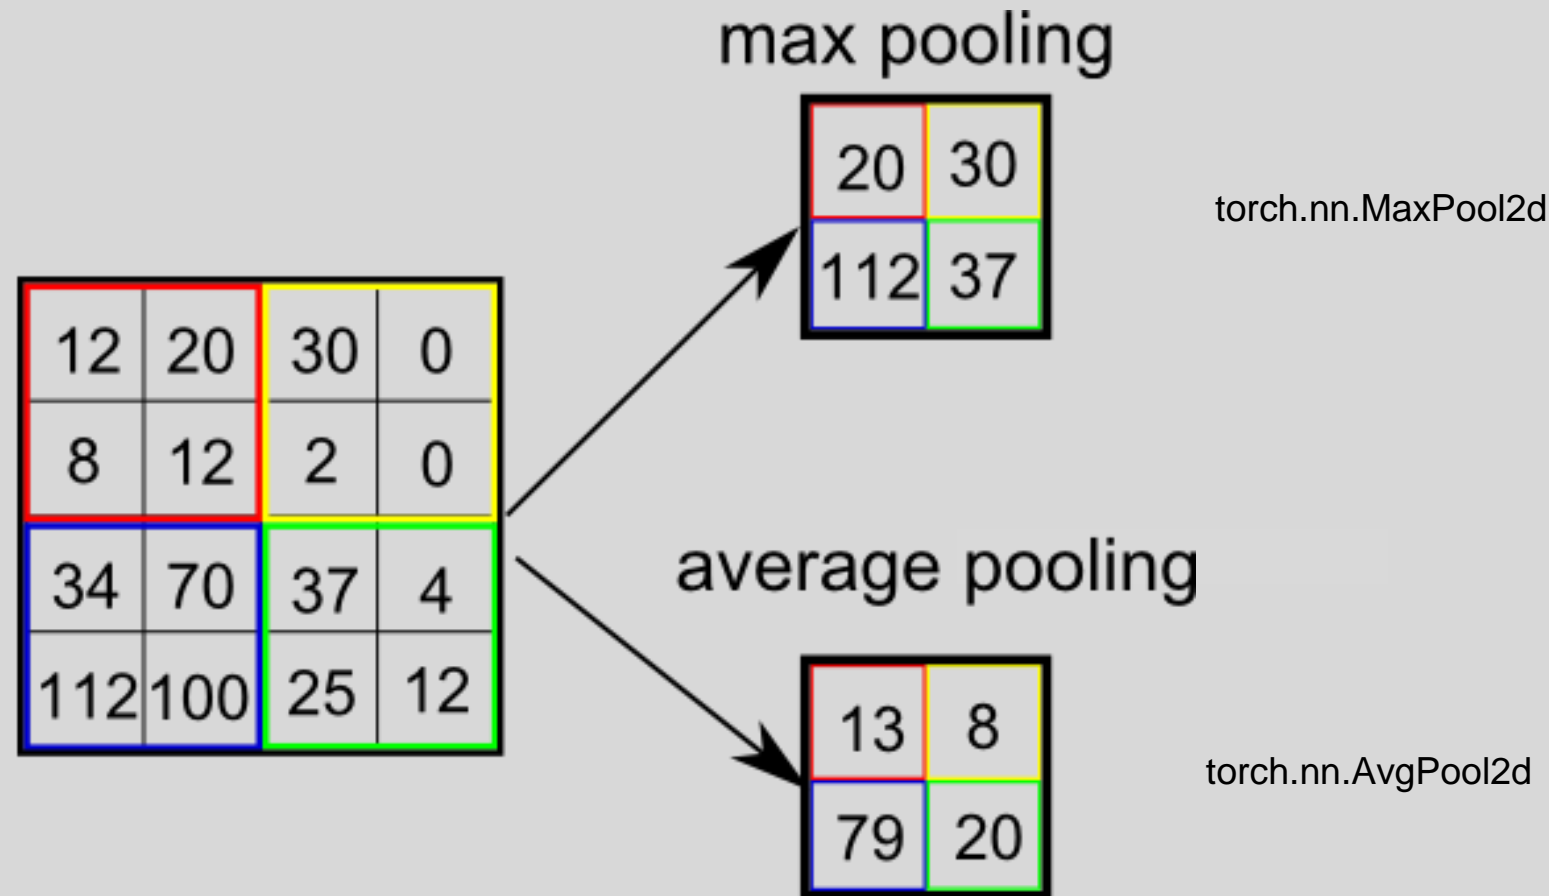 max pooling
20 30
112 37
torch.nn.MaxPool2d
12 20 30 0
8 12 2 0
34 70 37 4
112 100 25 12
average pooling
13 8
79 20
torch.nn.AvgPool2d